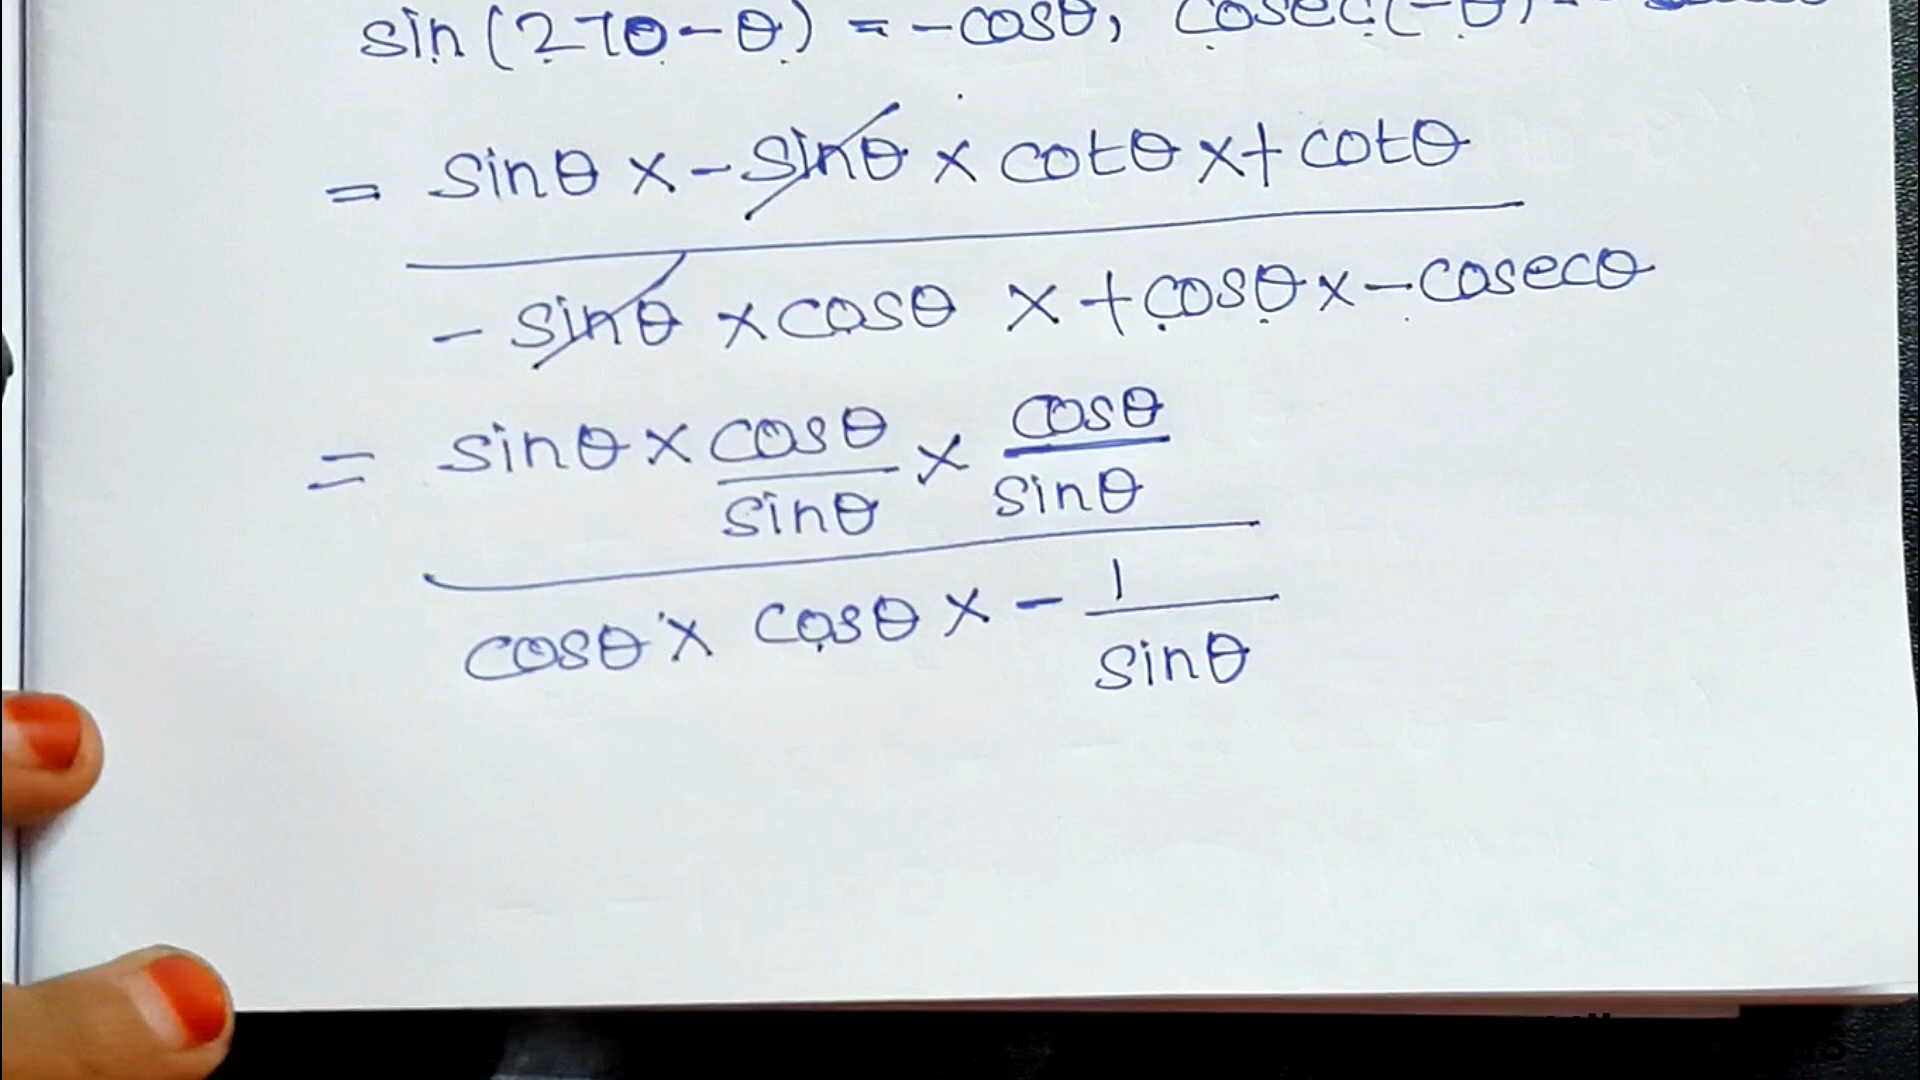 sin(270-θ) = -cosθ, cosec(-θ) =
= sinθ x - sinθ x cotθ x + cotθ
- sinθ x cosθ x + cosθ x - cosecθ
= sinθ x cosθ/sinθ x cosθ/sinθ
cosθ x cosθ x - 1/sinθ